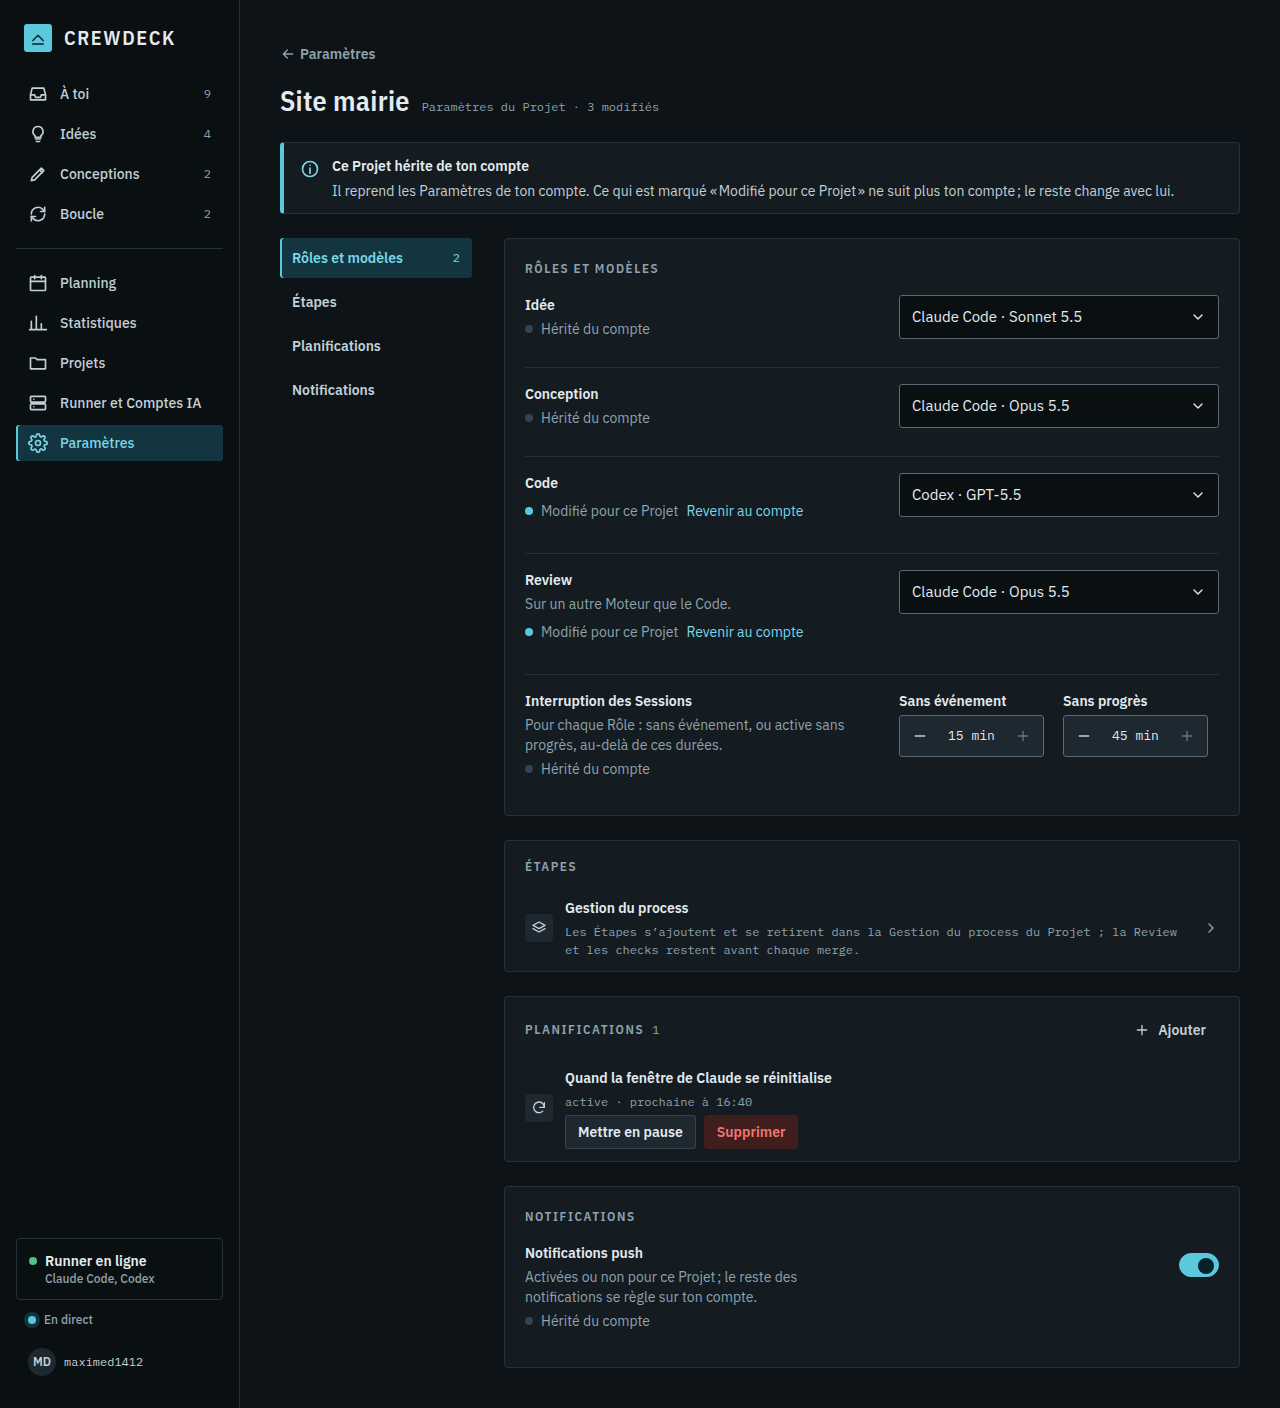 CREWDECK
À toi 9
Idées 4
Conceptions 2
Boucle 2
Planning
Statistiques
Projets
Runner et Comptes IA
Paramètres
Runner en ligne
Claude Code, Codex
En direct
MD maximed1412
← Paramètres
Site mairie Paramètres du Projet · 3 modifiés
Ce Projet hérite de ton compte
Il reprend les Paramètres de ton compte. Ce qui est marqué « Modifié pour ce Projet » ne suit plus ton compte ; le reste change avec lui.
Rôles et modèles 2
Étapes
Planifications
Notifications
RÔLES ET MODÈLES
Idée
Hérité du compte
Claude Code · Sonnet 5.5
Conception
Hérité du compte
Claude Code · Opus 5.5
Code
Modifié pour ce Projet Revenir au compte
Codex · GPT-5.5
Review
Sur un autre Moteur que le Code.
Modifié pour ce Projet Revenir au compte
Claude Code · Opus 5.5
Interruption des Sessions
Pour chaque Rôle : sans événement, ou active sans
progrès, au-delà de ces durées.
Hérité du compte
Sans événement
− 15 min +
Sans progrès
− 45 min +
ÉTAPES
Gestion du process
Les Étapes s’ajoutent et se retirent dans la Gestion du process du Projet ; la Review
et les checks restent avant chaque merge.
PLANIFICATIONS 1
+ Ajouter
Quand la fenêtre de Claude se réinitialise
active · prochaine à 16:40
Mettre en pause Supprimer
NOTIFICATIONS
Notifications push
Activées ou non pour ce Projet ; le reste des
notifications se règle sur ton compte.
Hérité du compte